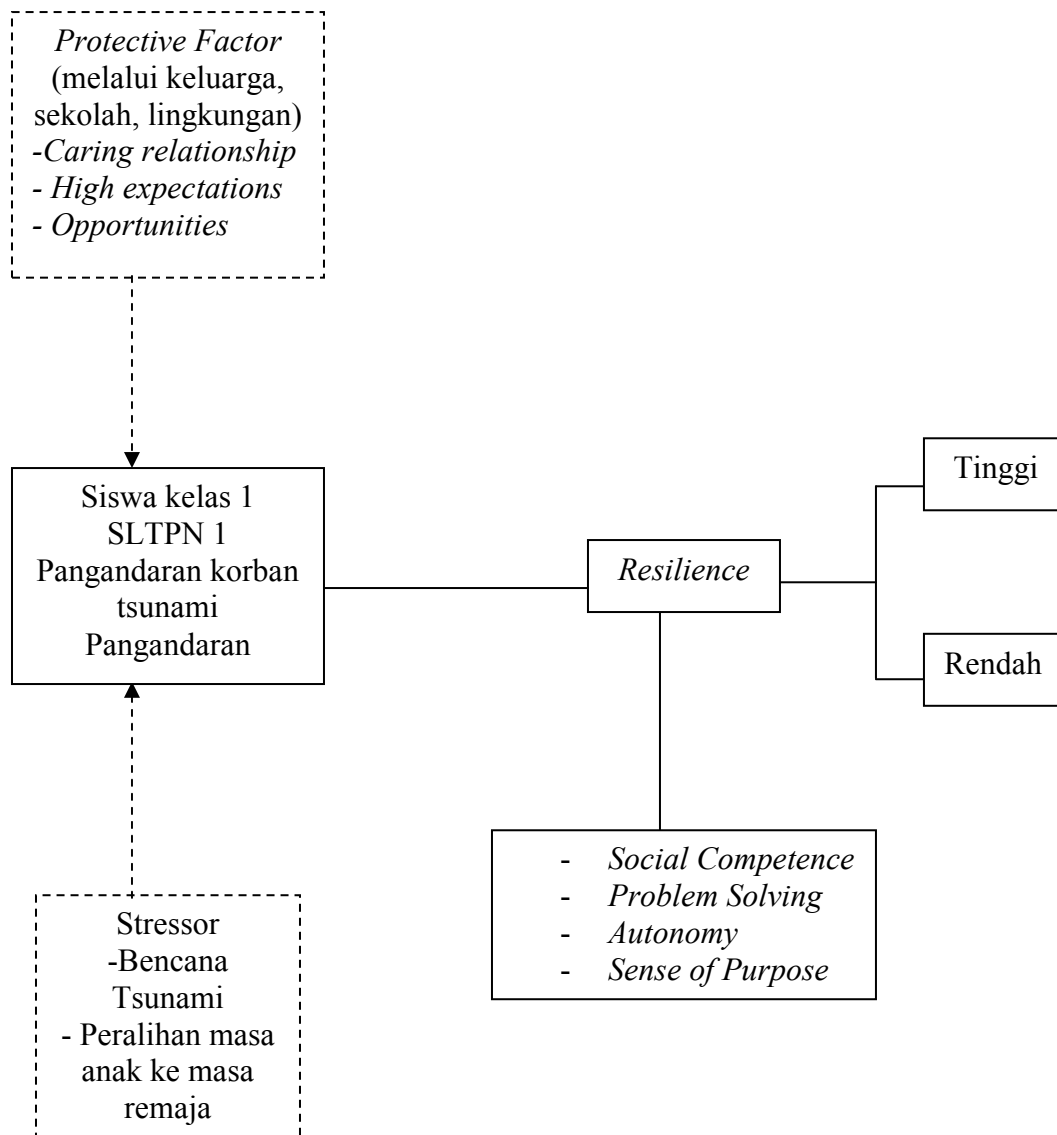 Protective Factor
(melalui keluarga,
sekolah, lingkungan)
-Caring relationship
- High expectations
- Opportunities
Siswa kelas 1
SLTPN 1
Pangandaran korban
tsunami
Pangandaran
Resilience
Tinggi
Rendah
- Social Competence
- Problem Solving
- Autonomy
- Sense of Purpose
Stressor
-Bencana
Tsunami
- Peralihan masa
anak ke masa
remaja